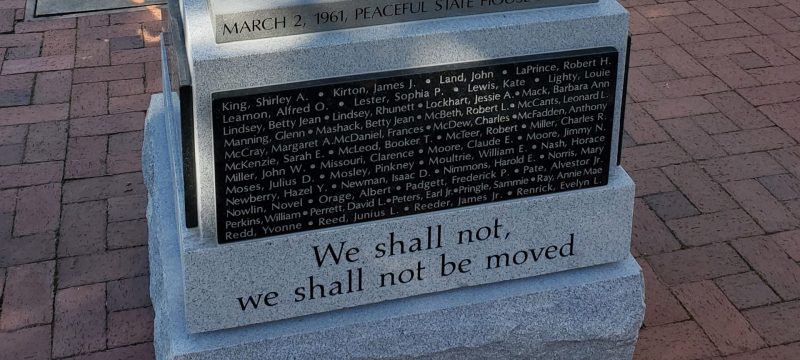 MARCH 2, 1961, PEACEFUL STATE HOUSE
King, Shirley A. • Kirton, James J. • Land, John • LaPrince, Robert H.
Leamon, Alfred O. • Lester, Sophia P. • Lewis, Kate • Lighty, Louie
Lindsey, Betty Jean • Lindsey, Rhunett • Lockhart, Jessie A. • Mack, Barbara Ann
Manning, Glenn • Mashack, Betty Jean • McBeth, Robert L. • McCants, Leonard L.
McCray, Margaret A. McDaniel, Frances • McDew, Charles • McFadden, Anthony
McKenzie, Sarah E. • McLeod, Booker T. • McTeer, Robert • Miller, Charles R.
Miller, John W. • Missouri, Clarence • Moore, Claude E. • Moore, Jimmy N.
Moses, Julius D. • Mosley, Pinkney • Moultrie, William E. • Nash, Horace
Newberry, Hazel Y. • Newman, Isaac D. • Nimmons, Harold E. • Norris, Mary
Nowlin, Novel • Orage, Albert • Padgett, Frederick P. • Pate, Alvestor Jr.
Perkins, William • Perrett, David L. • Peters, Earl Jr • Pringle, Sammie • Ray, Annie Mae
Redd, Yvonne • Reed, Junius L. • Reeder, James Jr. • Renrick, Evelyn L.
We shall not,
we shall not be moved